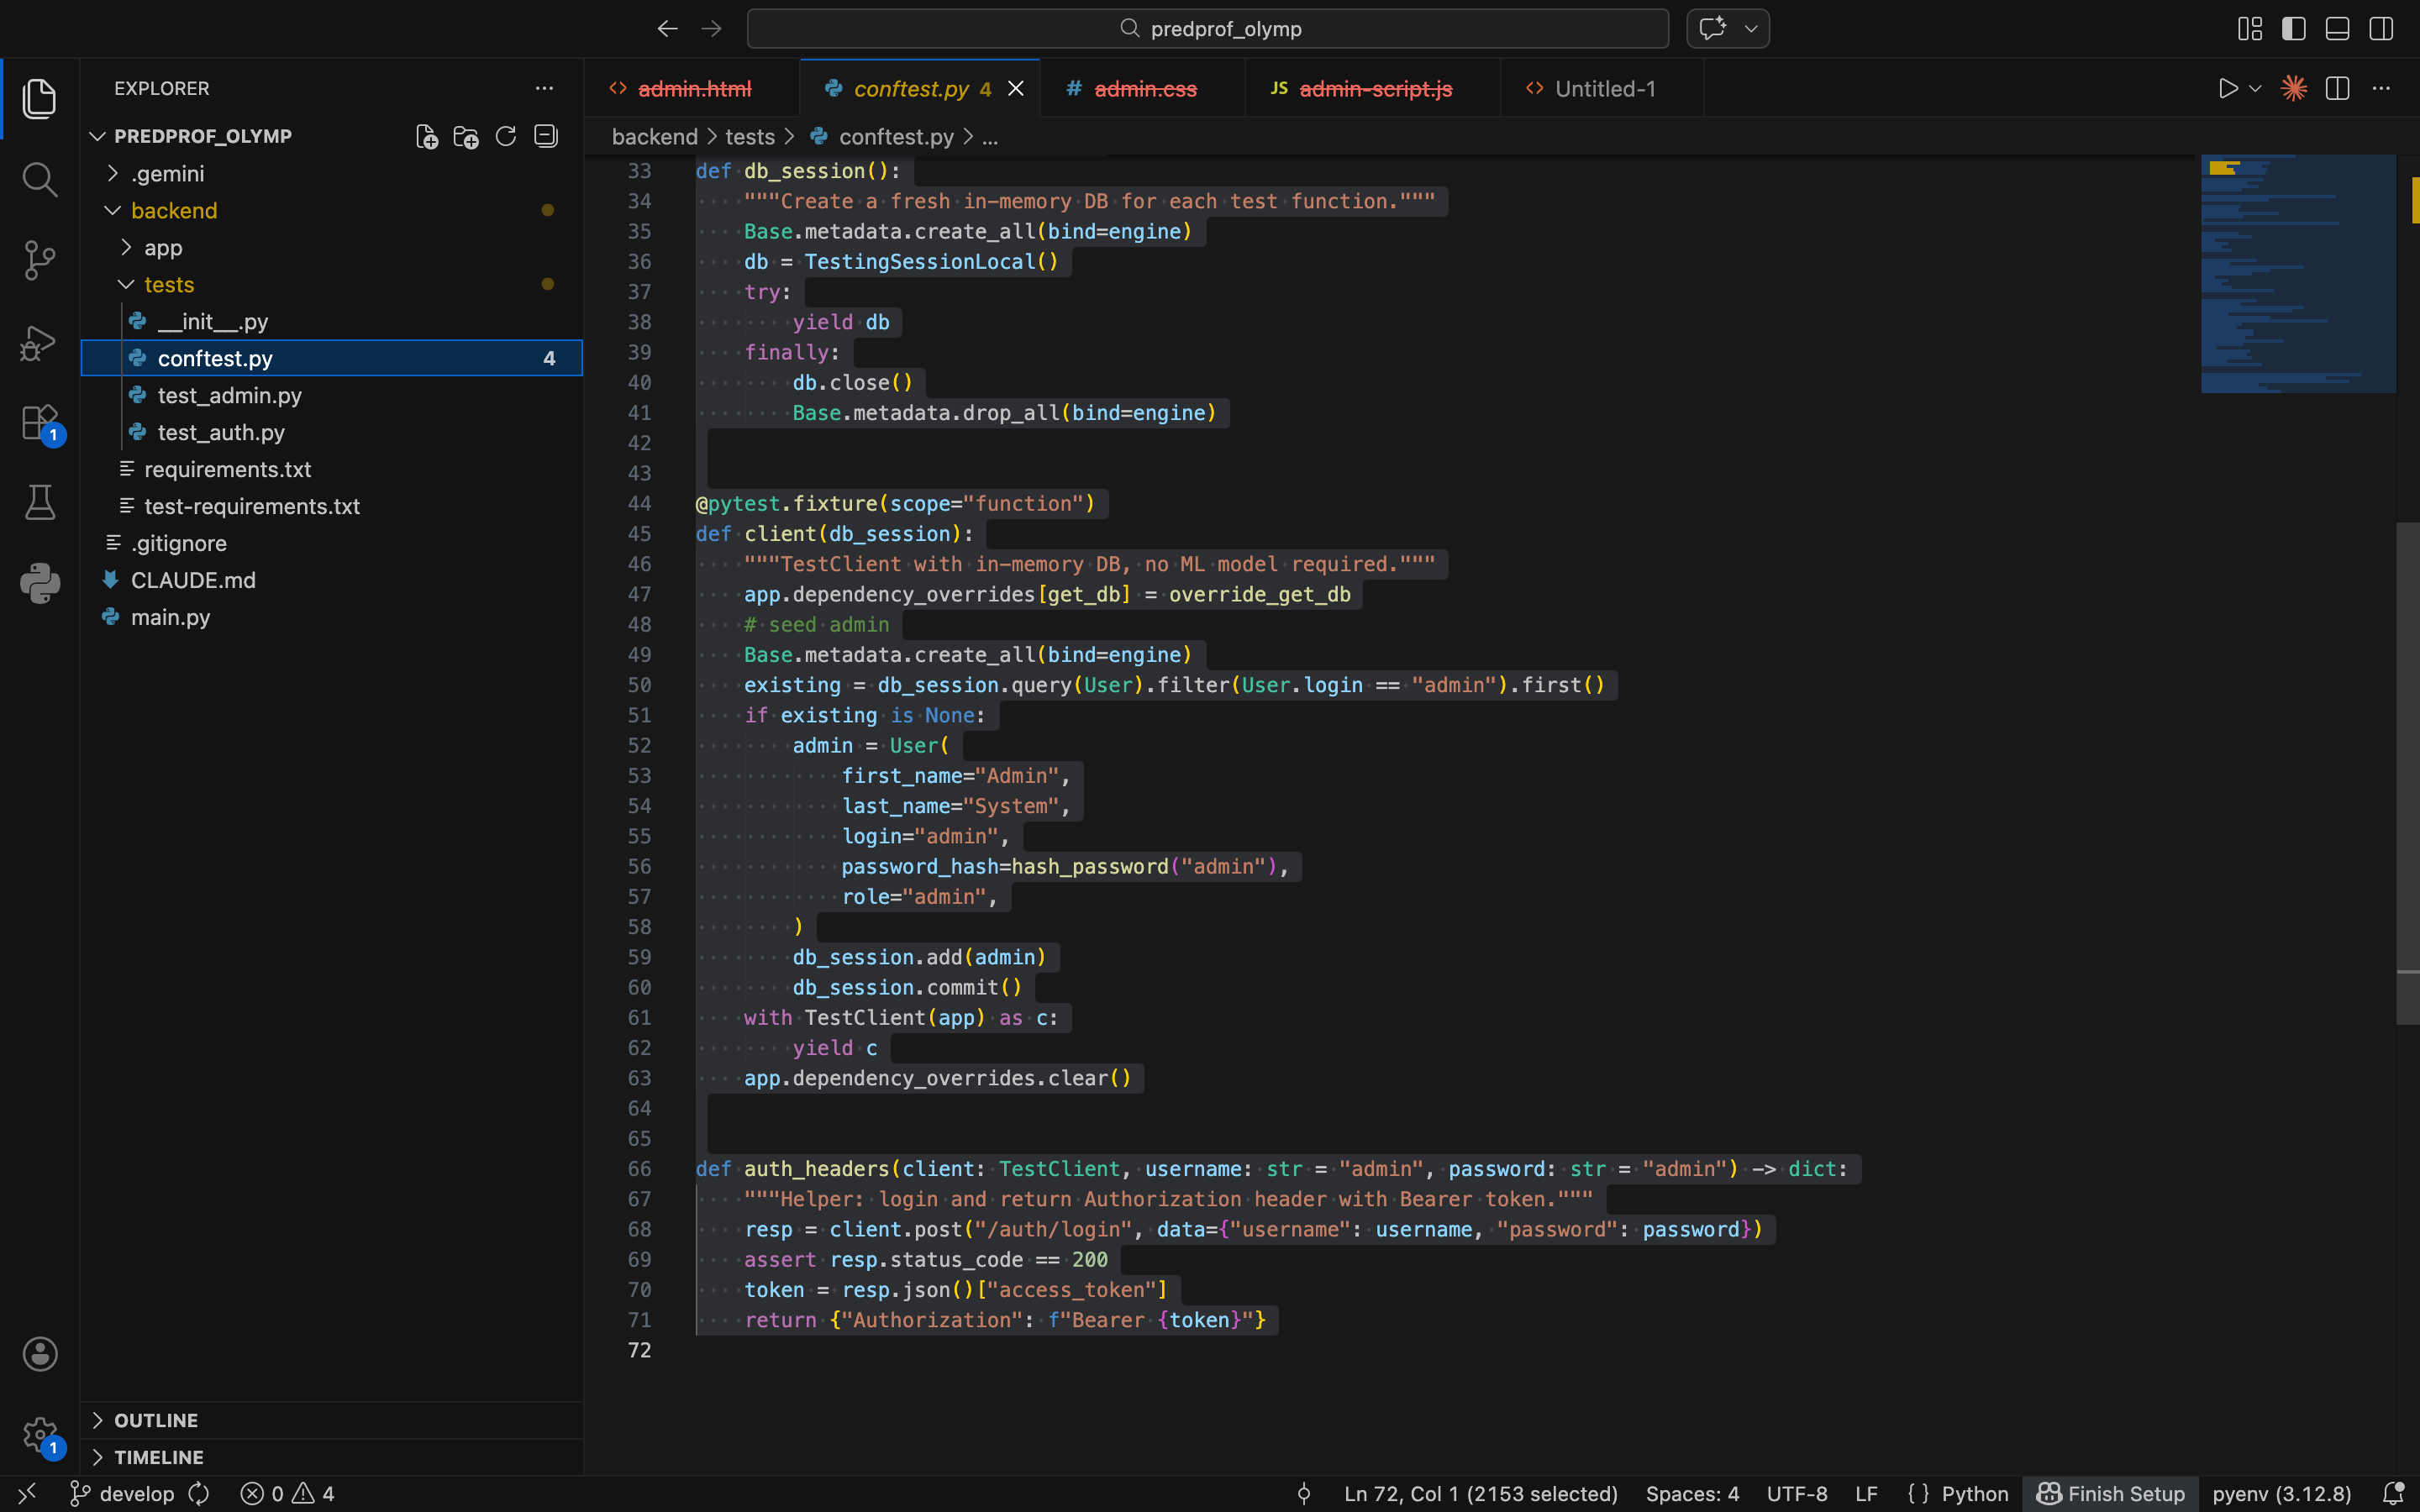 predprof_olymp
EXPLORER
PREDPROF_OLYMP
.gemini
backend
app
tests
__init__.py
conftest.py 4
test_admin.py
test_auth.py
requirements.txt
test-requirements.txt
.gitignore
CLAUDE.md
main.py
OUTLINE
TIMELINE
1
1
admin.html
conftest.py 4
# admin.css
JS admin-script.js
Untitled-1
backend > tests > conftest.py > ...
33 def db_session():
34     """Create a fresh in-memory DB for each test function."""
35     Base.metadata.create_all(bind=engine)
36     db = TestingSessionLocal()
37     try:
38         yield db
39     finally:
40         db.close()
41         Base.metadata.drop_all(bind=engine)
42
43
44 @pytest.fixture(scope="function")
45 def client(db_session):
46     """TestClient with in-memory DB, no ML model required."""
47     app.dependency_overrides[get_db] = override_get_db
48     # seed admin
49     Base.metadata.create_all(bind=engine)
50     existing = db_session.query(User).filter(User.login == "admin").first()
51     if existing is None:
52         admin = User(
53             first_name="Admin",
54             last_name="System",
55             login="admin",
56             password_hash=hash_password("admin"),
57             role="admin",
58         )
59         db_session.add(admin)
60         db_session.commit()
61     with TestClient(app) as c:
62         yield c
63     app.dependency_overrides.clear()
64
65
66 def auth_headers(client: TestClient, username: str = "admin", password: str = "admin") -> dict:
67     """Helper: login and return Authorization header with Bearer token."""
68     resp = client.post("/auth/login", data={"username": username, "password": password})
69     assert resp.status_code == 200
70     token = resp.json()["access_token"]
71     return {"Authorization": f"Bearer {token}"}
72
develop 0 4 Ln 72, Col 1 (2153 selected) Spaces: 4 UTF-8 LF { } Python Finish Setup pyenv (3.12.8)